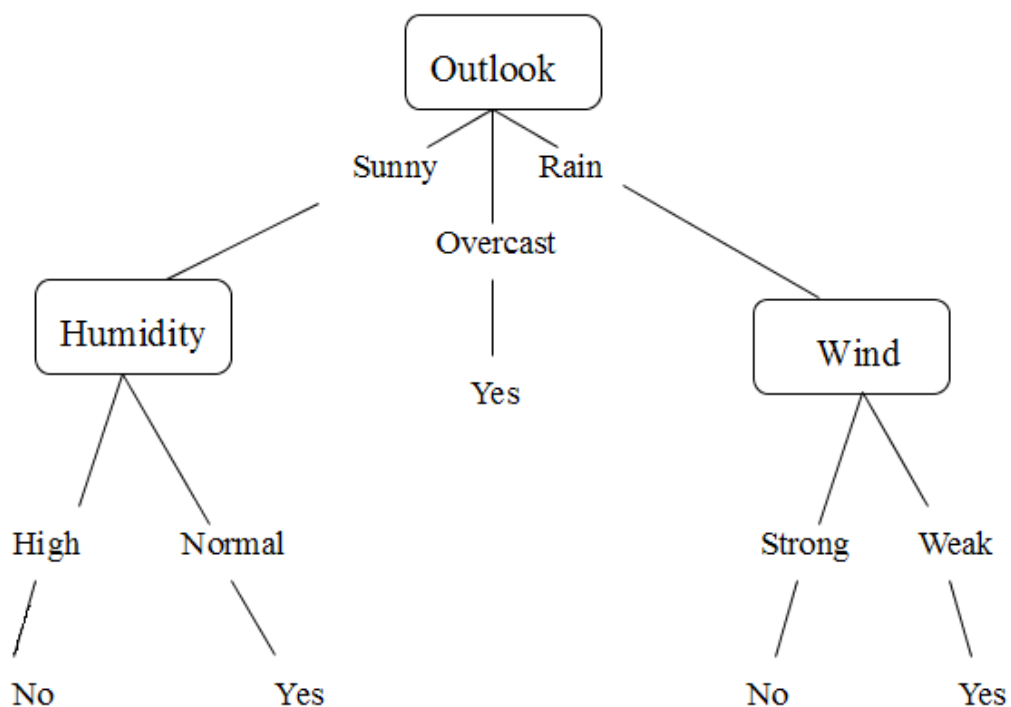 Outlook
Sunny
Rain
Overcast
Humidity
Wind
Yes
High
Normal
Strong
Weak
No
Yes
No
Yes